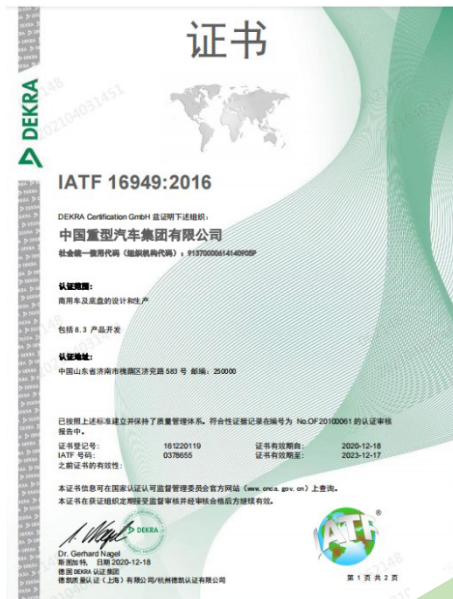 证书
DEKRA
IATF 16949:2016
DEKRA Certification GmbH 兹证明下述组织：
中国重型汽车集团有限公司
社会统一信用代码（组织机构代码）：91370000614140905P
认证范围：
商用车及底盘的设计和生产
包括 8.3 产品开发
认证地址：
中国山东省济南市槐荫区济兖路 583 号 邮编：250000
已按照上述标准建立并保持了质量管理体系。符合性证据记录在编号为 No.OF20100061 的认证审核
报告中。
证书登记号： 161220119 证书有效期自： 2020-12-18
IATF 号码： 0378655 证书有效期至： 2023-12-17
之前证书的有效性：
本证书信息可在国家认证认可监督管理委员会官方网站（www.cnca.gov.cn）上查询。
本证书在获证组织定期接受监督审核并经审核合格后方继续有效。
DEKRA
IATF
®
Dr. Gerhard Nagel
斯图加特, 日期 2020-12-18
德国 DEKRA 认证集团
德凯质量认证（上海）有限公司/杭州德凯认证有限公司
第 1 页 共 2 页
202104031451